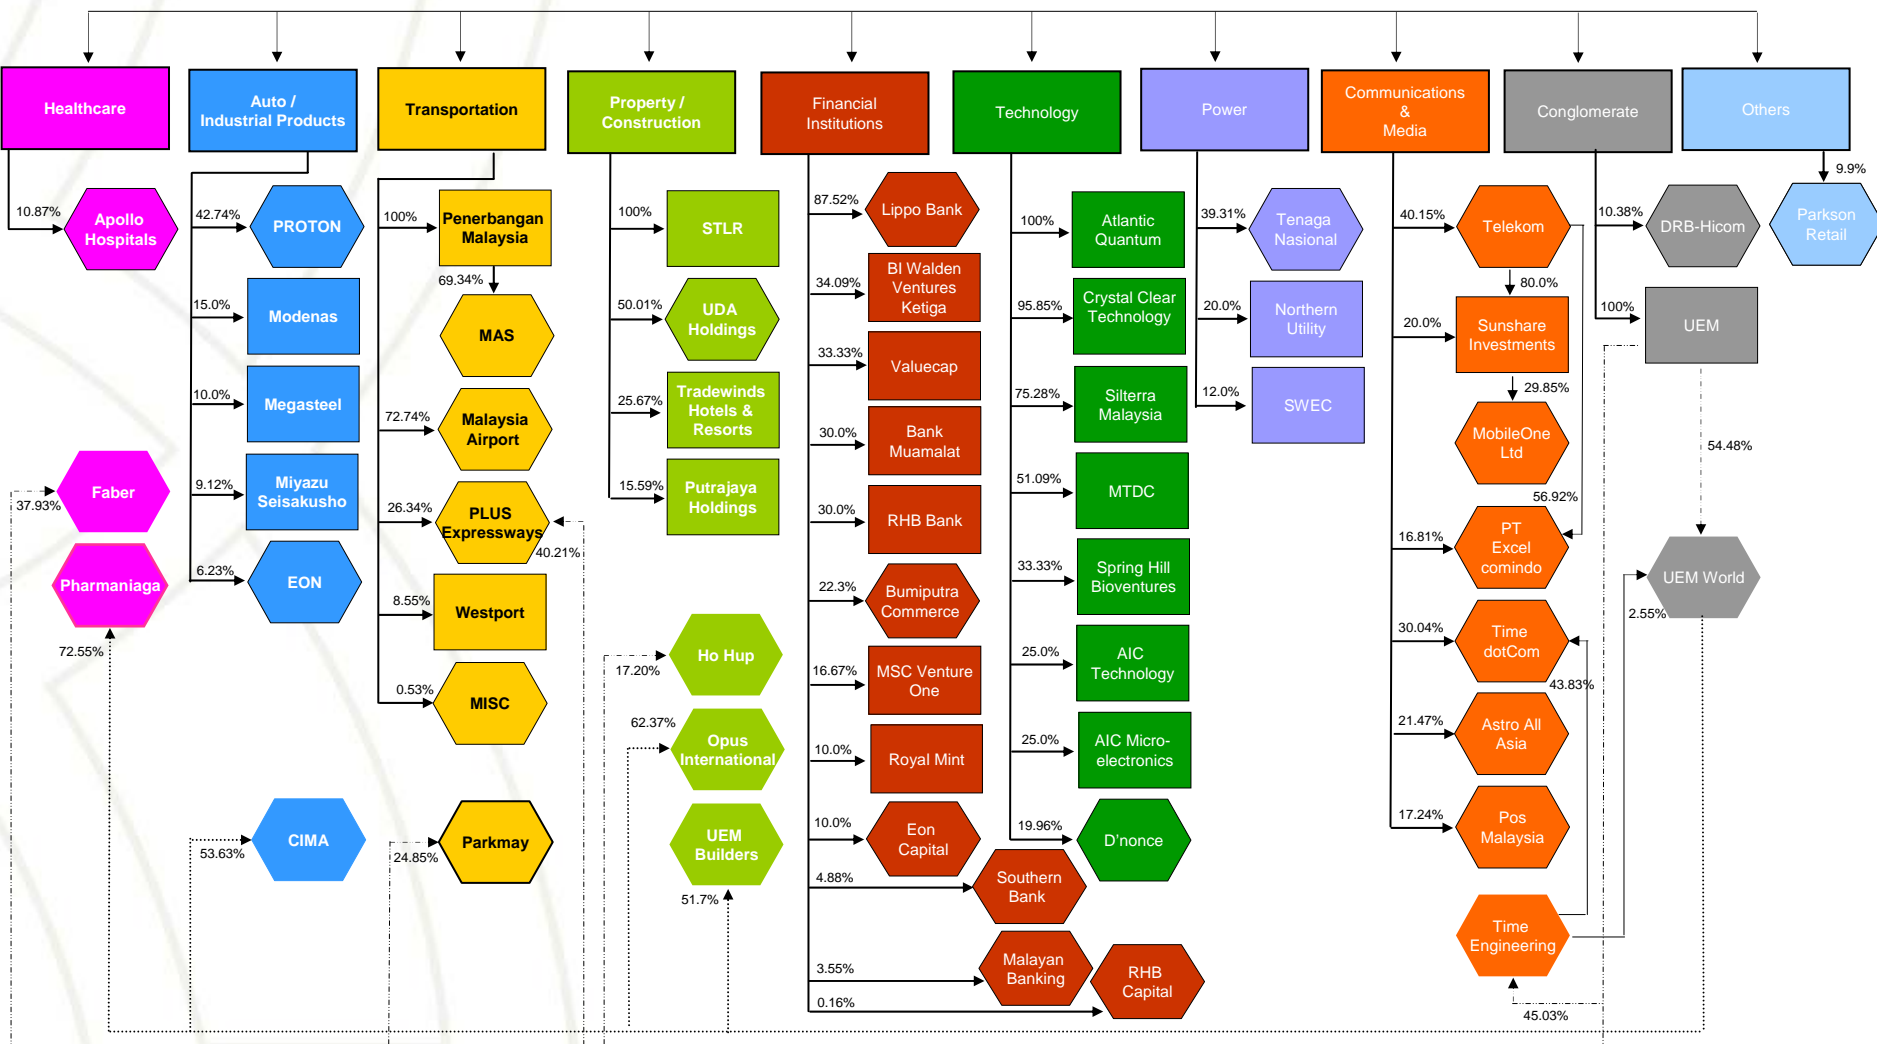 Healthcare
Auto /
Industrial Products
Transportation
Property /
Construction
Financial
Institutions
Technology
Power
Communications
&
Media
Conglomerate
Others
10.87%
Apollo
Hospitals
37.93%
Faber
Pharmaniaga
72.55%
42.74%
PROTON
15.0%
Modenas
10.0%
Megasteel
9.12%
Miyazu
Seisakusho
6.23%
EON
CIMA
53.63%
100%
Penerbangan
Malaysia
69.34%
MAS
72.74%
Malaysia
Airport
26.34%
PLUS
Expressways
40.21%
8.55%
Westport
0.53%
MISC
Parkmay
24.85%
100%
STLR
50.01%
UDA
Holdings
25.67%
Tradewinds
Hotels &
Resorts
15.59%
Putrajaya
Holdings
Ho Hup
17.20%
62.37%
Opus
International
UEM
Builders
51.7%
87.52%
Lippo Bank
34.09%
BI Walden
Ventures
Ketiga
33.33%
Valuecap
30.0%
Bank
Muamalat
30.0%
RHB Bank
22.3%
Bumiputra
Commerce
16.67%
MSC Venture
One
10.0%
Royal Mint
10.0%
Eon
Capital
4.88%
Southern
Bank
3.55%
Malayan
Banking
0.16%
RHB
Capital
100%
Atlantic
Quantum
95.85%
Crystal Clear
Technology
75.28%
Silterra
Malaysia
51.09%
MTDC
33.33%
Spring Hill
Bioventures
25.0%
AIC
Technology
25.0%
AIC Micro-
electronics
19.96%
D'nonce
39.31%
Tenaga
Nasional
20.0%
Northern
Utility
12.0%
SWEC
40.15%
Telekom
80.0%
20.0%
Sunshare
Investments
29.85%
MobileOne
Ltd
56.92%
16.81%
PT
Excel
comindo
30.04%
Time
dotCom
43.83%
21.47%
Astro All
Asia
17.24%
Pos
Malaysia
Time
Engineering
45.03%
10.38%
DRB-Hicom
100%
UEM
54.48%
UEM World
2.55%
9.9%
Parkson
Retail